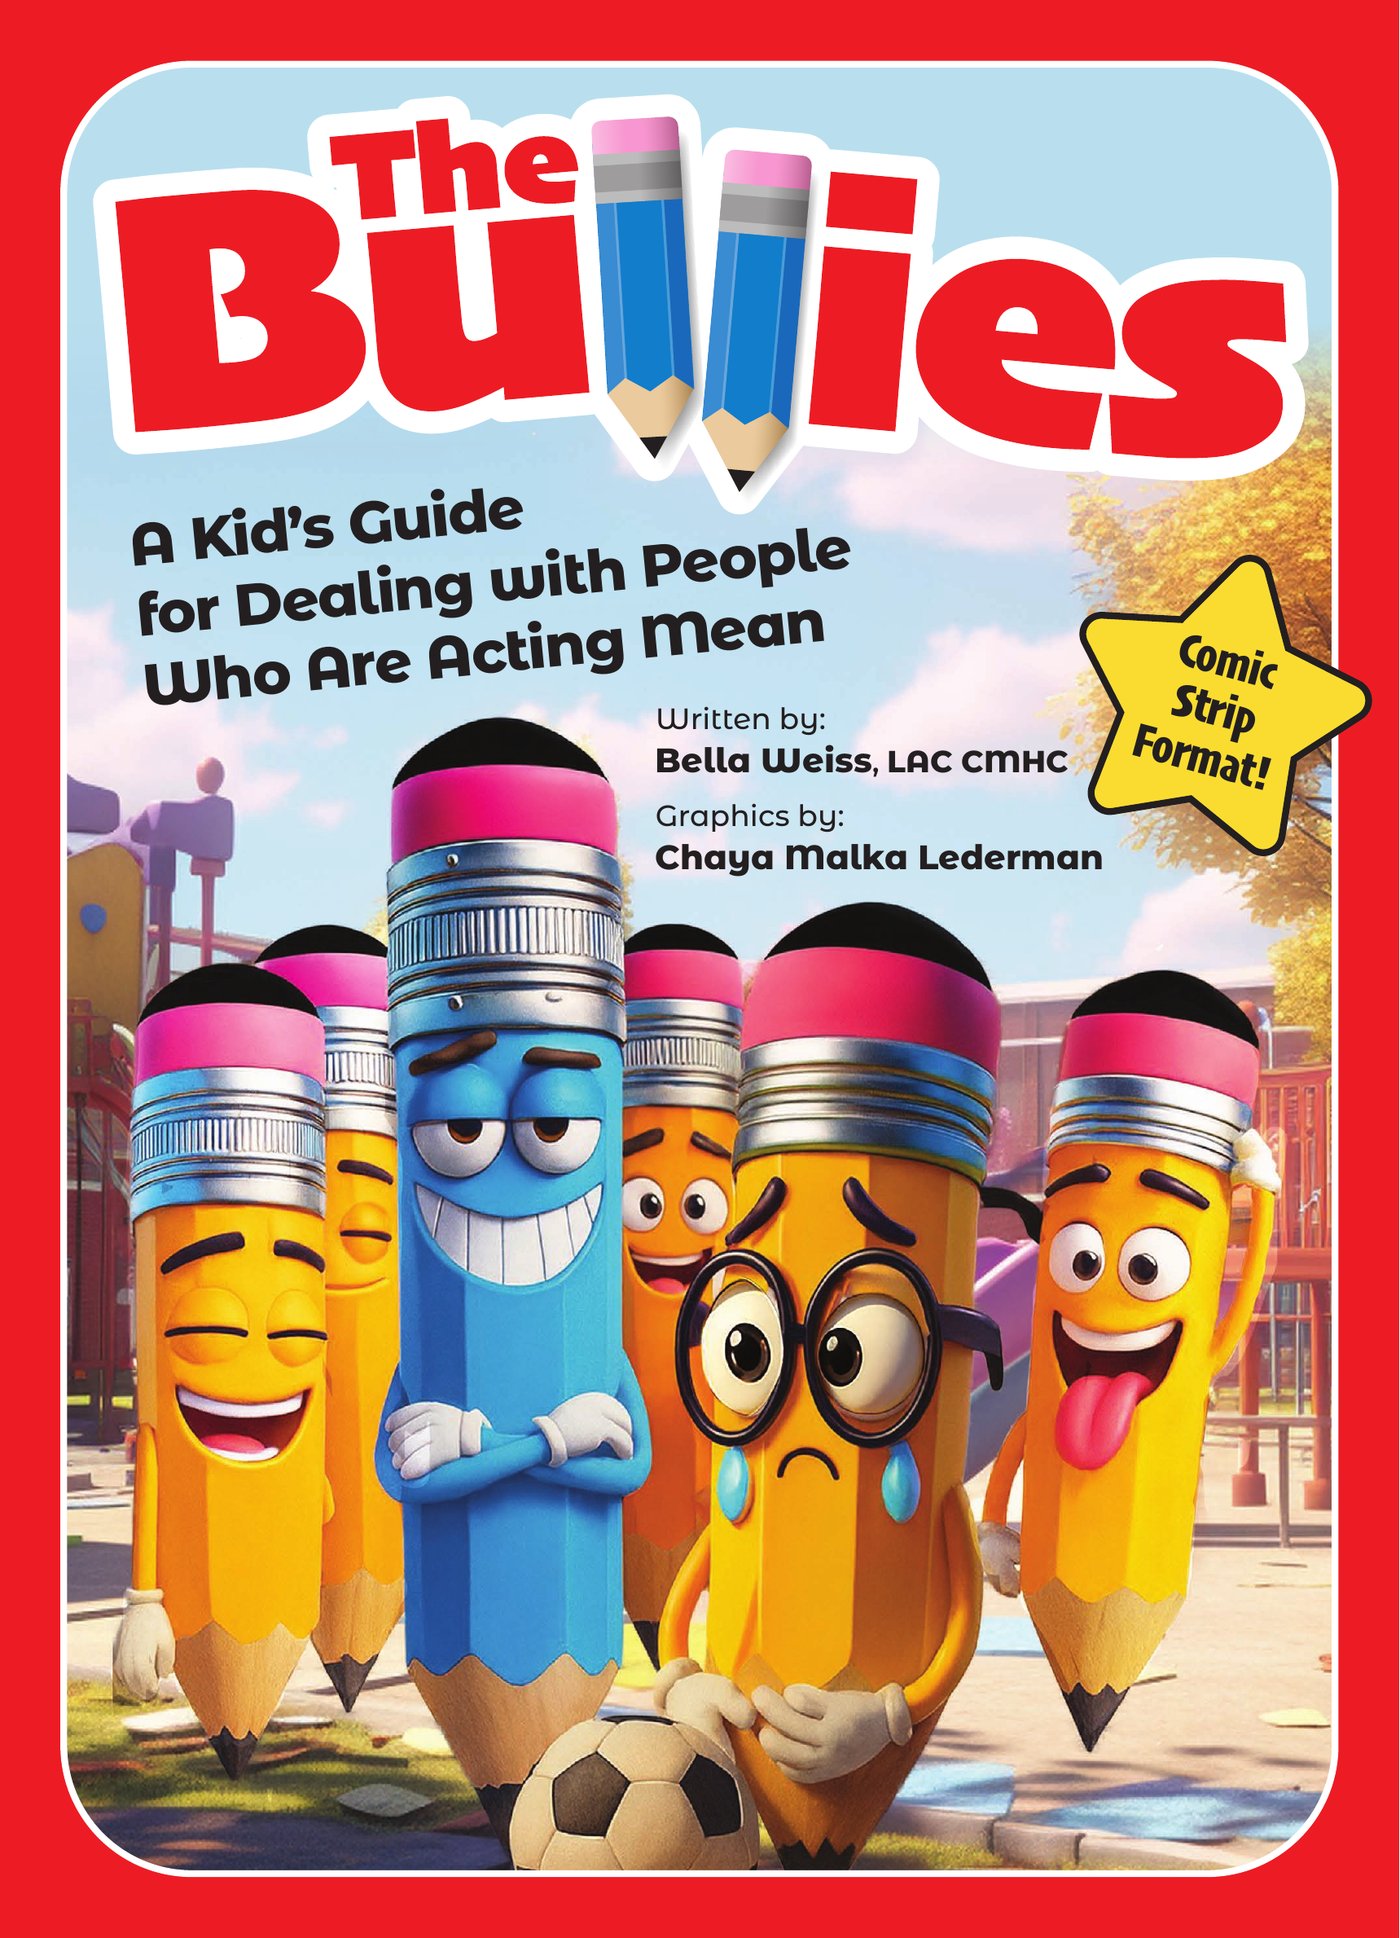 The
Bullies
A Kid's Guide
for Dealing with People
Who Are Acting Mean
Written by:
Bella Weiss, LAC CMHC
Graphics by:
Chaya Malka Lederman
Comic
Strip
Format!